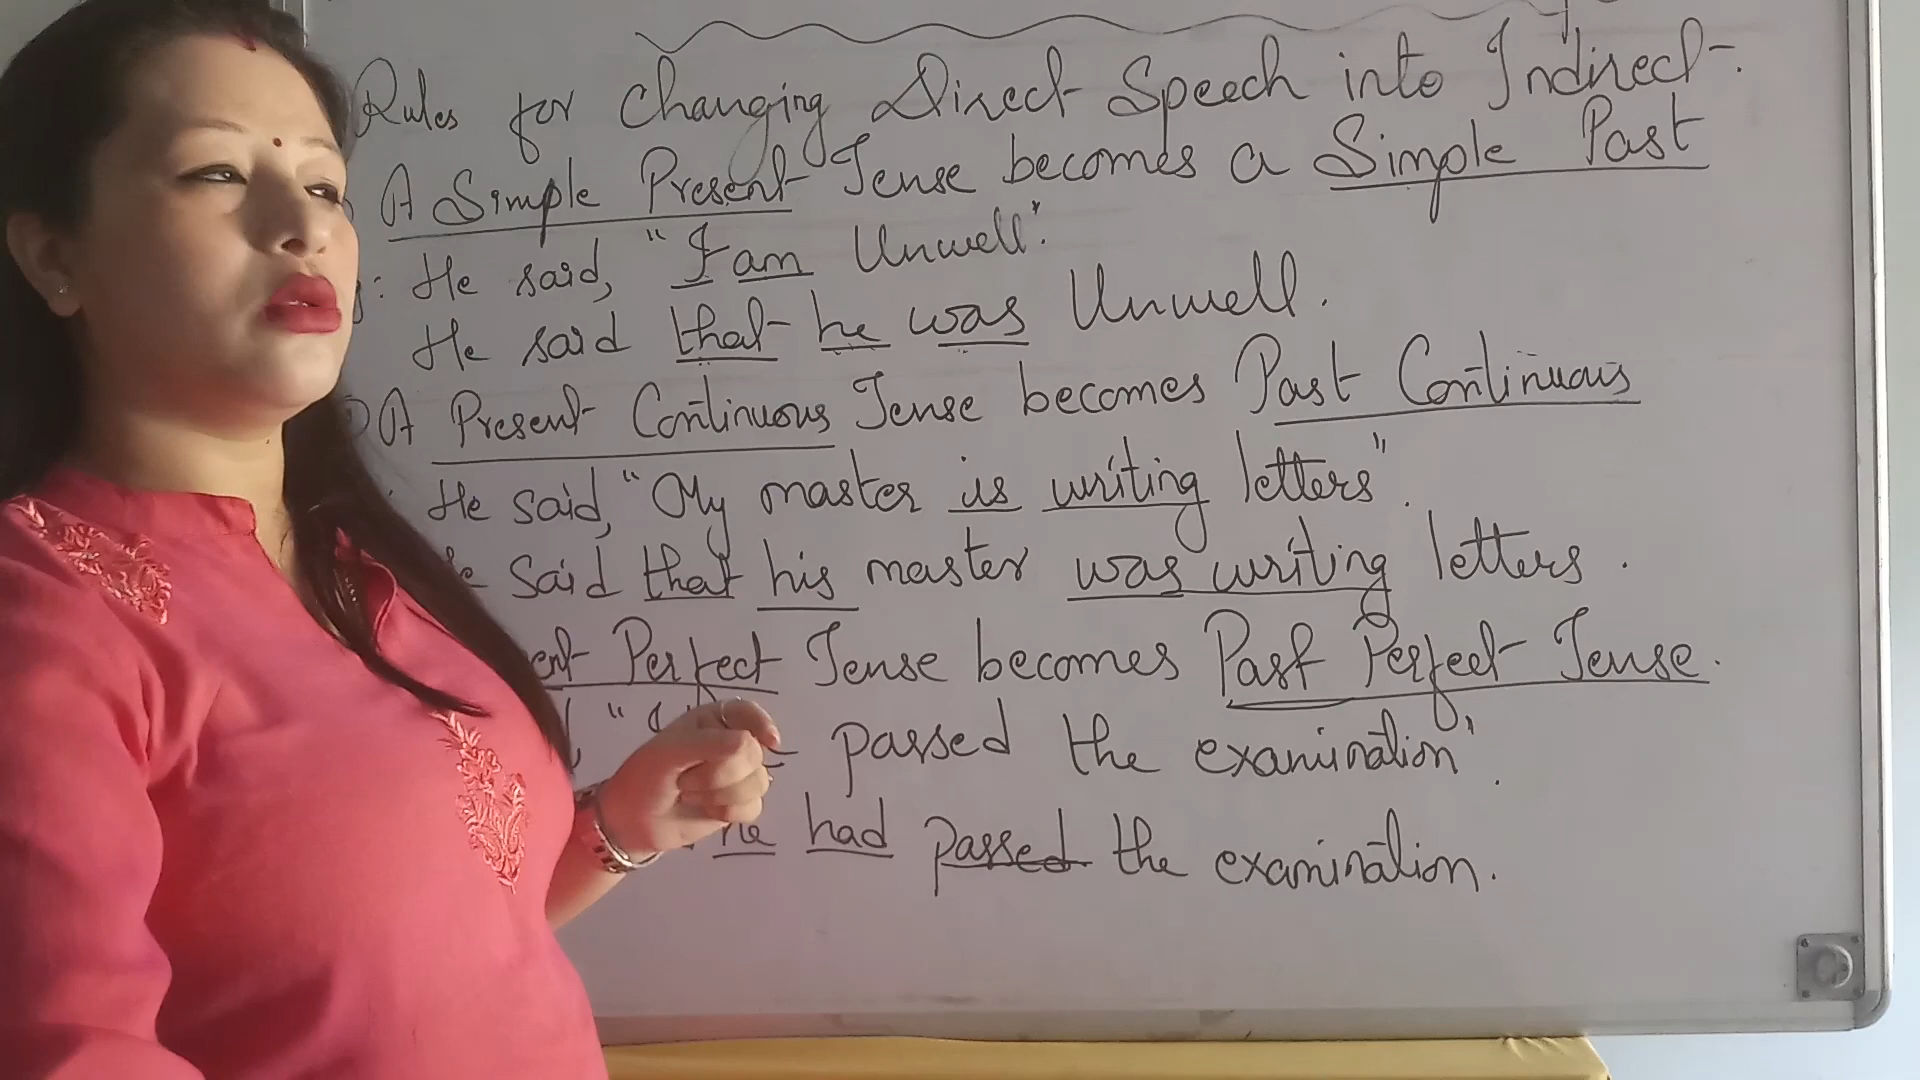 Rules for Changing Direct Speech into Indirect.
A Simple Present Tense becomes a Simple Past
: He said, "I am Unwell".
He said that he was Unwell.
A Present Continuous Tense becomes Past Continuous
He said, "My master is writing letters".
said that his master was writing letters.
Perfect Tense becomes Past Perfect Tense.
passed the examination".
he had passed the examination.